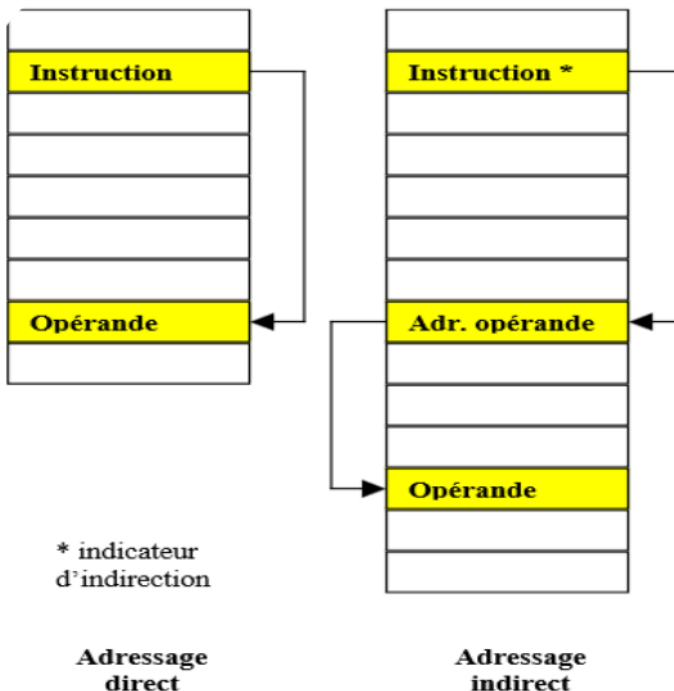 Instruction
Opérande
* indicateur
d'indirection
Adressage
direct
Instruction *
Adr. opérande
Opérande
Adressage
indirect